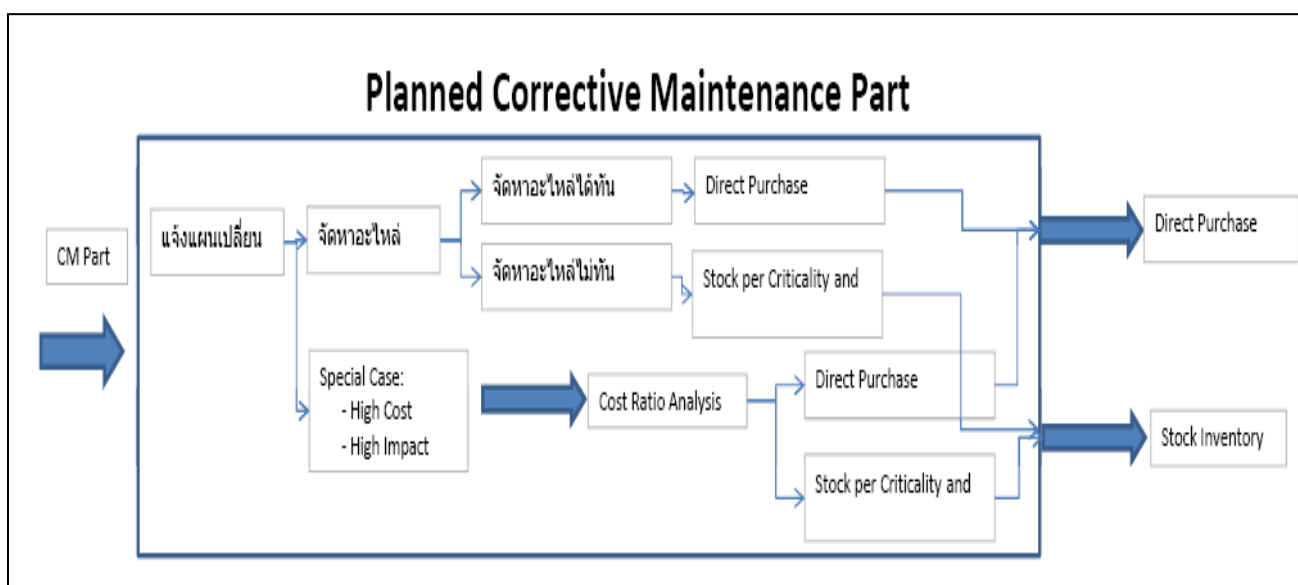 Planned Corrective Maintenance Part
CM Part
แจ้งแผนเปลี่ยน
จัดหาอะไหล่
จัดหาอะไหล่ได้ทัน
Direct Purchase
จัดหาอะไหล่ไม่ทัน
Stock per Criticality and
Special Case:
- High Cost
- High Impact
Cost Ratio Analysis
Direct Purchase
Stock per Criticality and
Direct Purchase
Stock Inventory